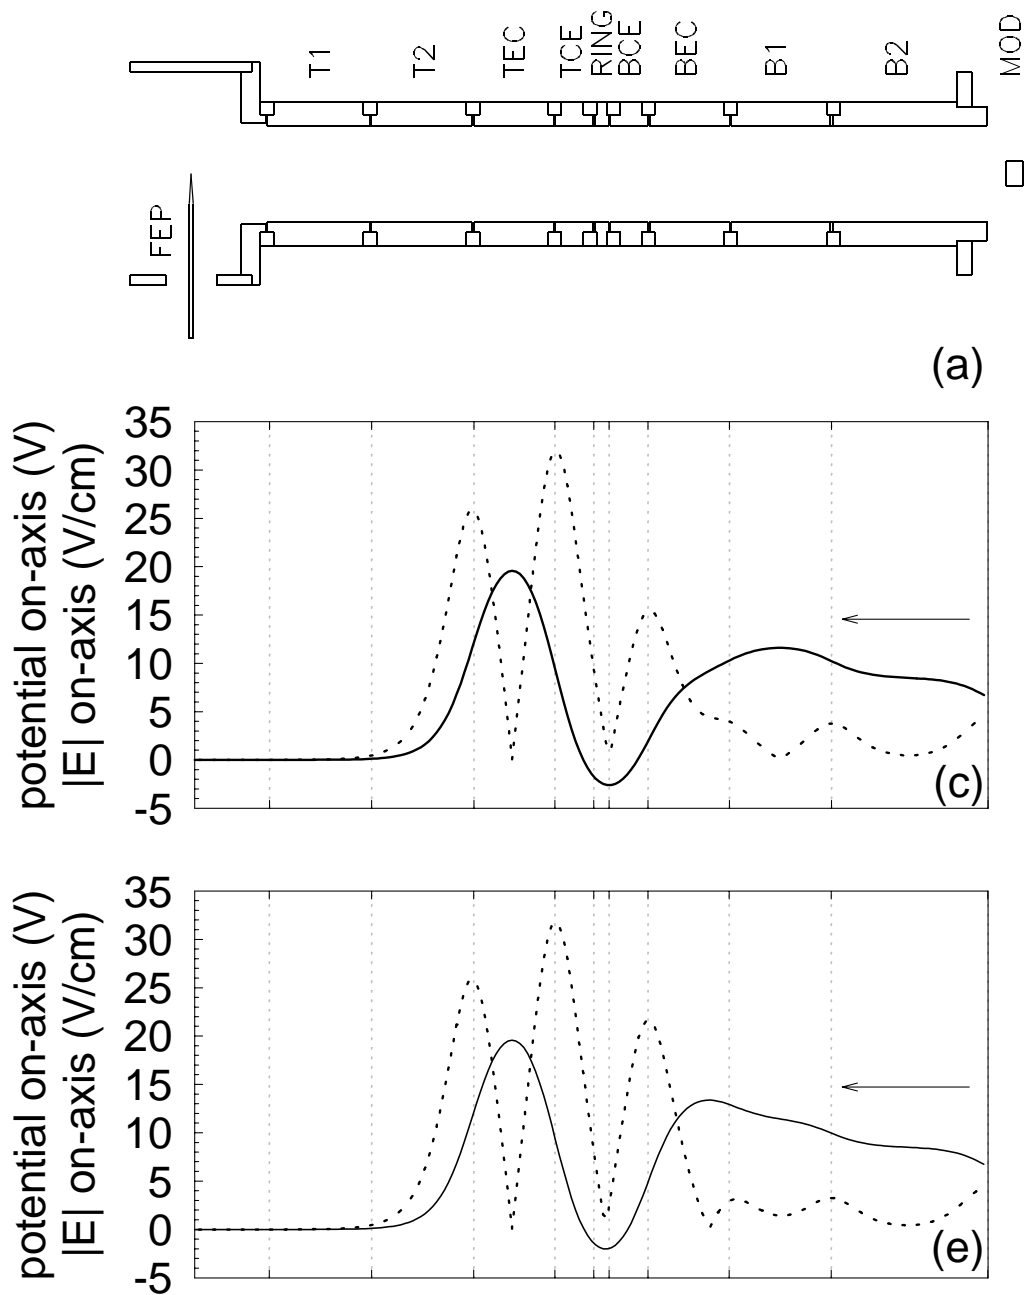 T1
T2
TEC
TCE
RING
BCE
BEC
B1
B2
MOD
FEP
(a)
potential on-axis (V)
|E| on-axis (V/cm)
35
30
25
20
15
10
5
0
-5
(c)
potential on-axis (V)
|E| on-axis (V/cm)
35
30
25
20
15
10
5
0
-5
(e)